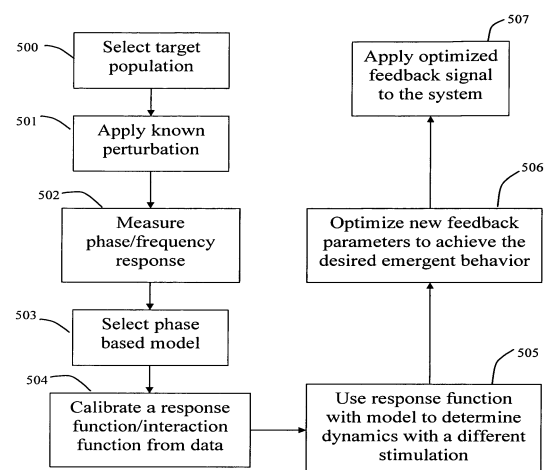 500
Select target
population
501
Apply known
perturbation
502
Measure
phase/frequency
response
503
Select phase
based model
504
Calibrate a response
function/interaction
function from data
505
Use response function
with model to determine
dynamics with a different
stimulation
506
Optimize new feedback
parameters to achieve the
desired emergent behavior
507
Apply optimized
feedback signal
to the system